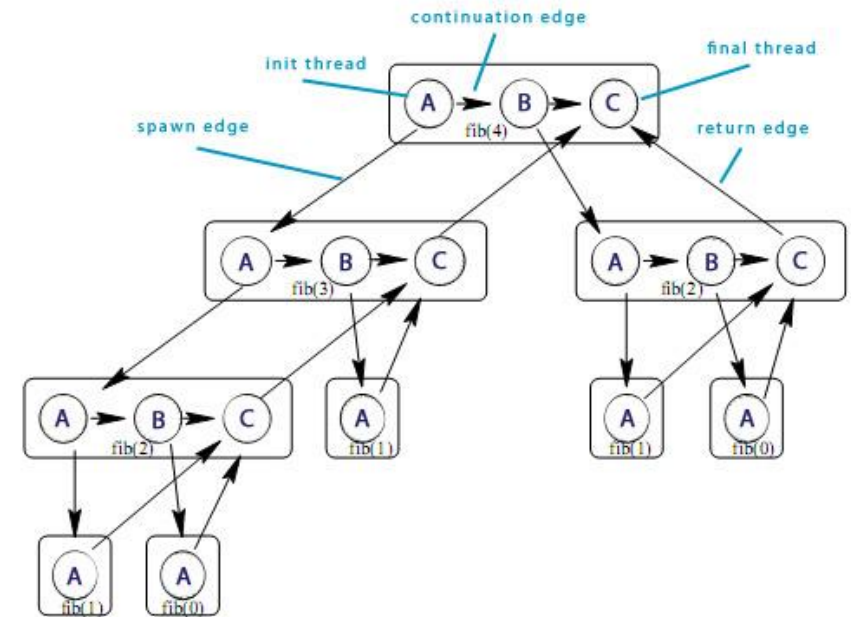 continuation edge
init thread
final thread
A B C
fib(4)
spawn edge
return edge
A B C
fib(3)
A B C
fib(2)
A B C
fib(2)
A
fib(1)
A
fib(1)
A
fib(0)
A
fib(1)
A
fib(0)